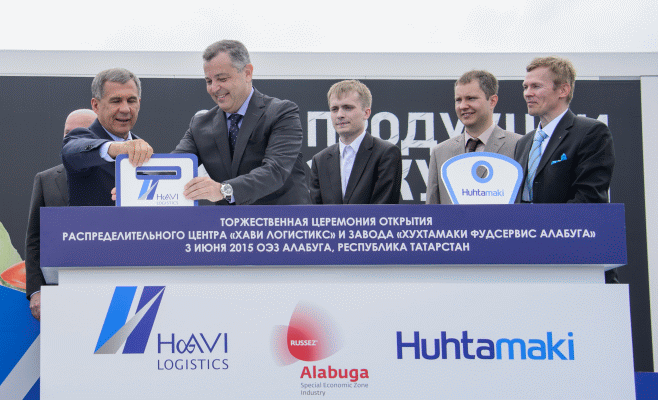 ПРОДУКЦИИ
HAVI
LOGISTICS
Huhtamaki
ТОРЖЕСТВЕННАЯ ЦЕРЕМОНИЯ ОТКРЫТИЯ
РАСПРЕДЕЛИТЕЛЬНОГО ЦЕНТРА «ХАВИ ЛОГИСТИКС» И ЗАВОДА «ХУХТАМАКИ ФУДСЕРВИС АЛАБУГА»
3 ИЮНЯ 2015 ОЭЗ АЛАБУГА, РЕСПУБЛИКА ТАТАРСТАН
HAVI
LOGISTICS
RUSSEZ
Alabuga
Special Economic Zone
Industry
Huhtamaki